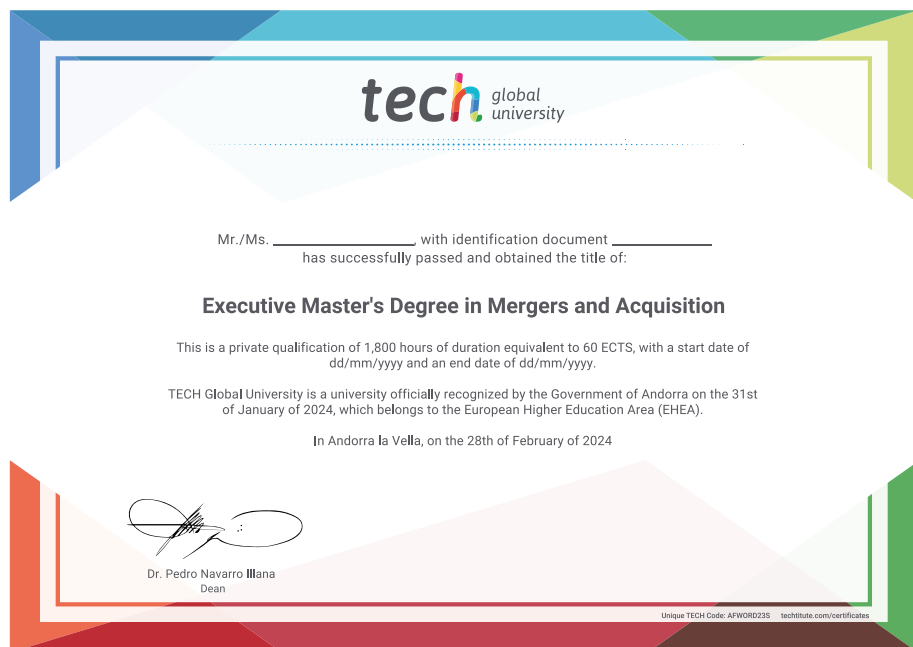 tech global
university
Mr./Ms. ______________, with identification document __________
has successfully passed and obtained the title of:
Executive Master's Degree in Mergers and Acquisition
This is a private qualification of 1,800 hours of duration equivalent to 60 ECTS, with a start date of
dd/mm/yyyy and an end date of dd/mm/yyyy.
TECH Global University is a university officially recognized by the Government of Andorra on the 31st
of January of 2024, which belongs to the European Higher Education Area (EHEA).
In Andorra la Vella, on the 28th of February of 2024
Dr. Pedro Navarro Illana
Dean
Unique TECH Code: AFWORD23S techtitute.com/certificates